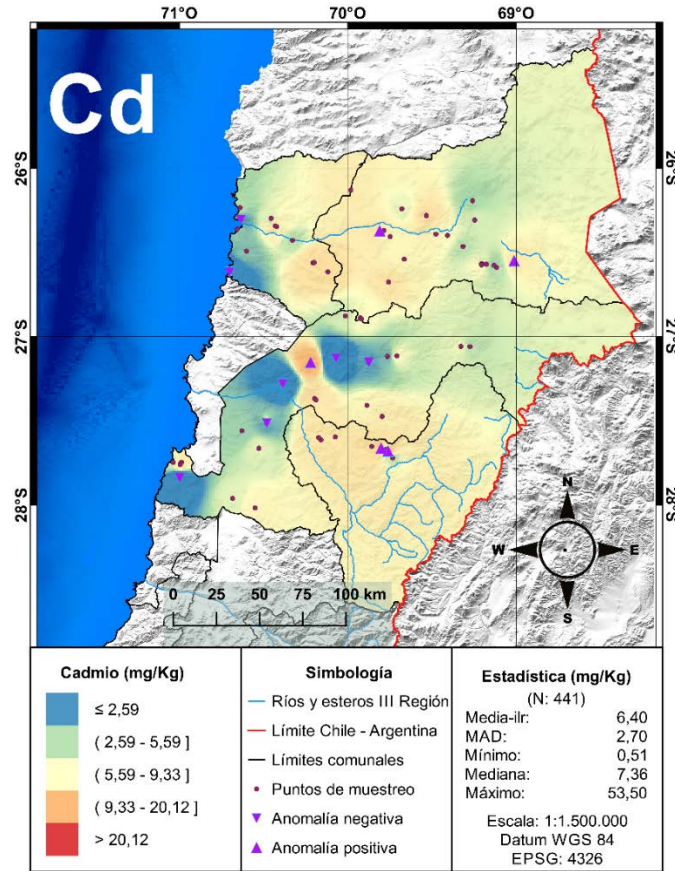 71°O 70°O 69°O
Cd
26°S 26°S
27°S 27°S
28°S 28°S
N
W E
S
0 25 50 75 100 km
Cadmio (mg/Kg)
≤ 2,59
( 2,59 - 5,59 ]
( 5,59 - 9,33 ]
( 9,33 - 20,12 ]
> 20,12
Simbología
Ríos y esteros III Región
Límite Chile - Argentina
Límites comunales
Puntos de muestreo
Anomalía negativa
Anomalía positiva
Estadística (mg/Kg)
(N: 441)
Media-ilr: 6,40
MAD: 2,70
Mínimo: 0,51
Mediana: 7,36
Máximo: 53,50
Escala: 1:1.500.000
Datum WGS 84
EPSG: 4326